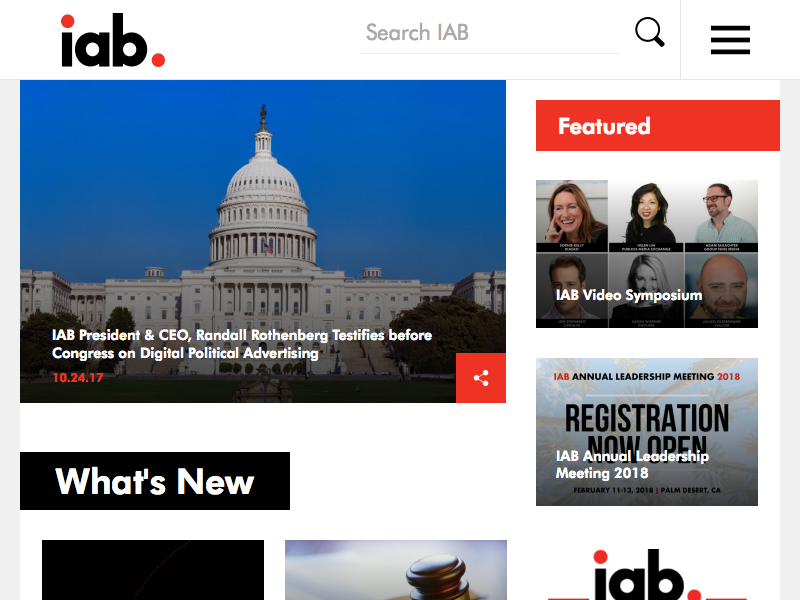 iab.
Search IAB
IAB President & CEO, Randall Rothenberg Testifies before
Congress on Digital Political Advertising
10.24.17
What's New
Featured
SOPHIE KELLY
DIAGEO
HELEN LIN
PUBLICIS MEDIA EXCHANGE
ADAM SHLACHTER
GROUP NINE MEDIA
IAB Video Symposium
IAB ANNUAL LEADERSHIP MEETING 2018
REGISTRATION
NOW OPEN
IAB Annual Leadership
Meeting 2018
FEBRUARY 11-13, 2018 | PALM DESERT, CA
iab.